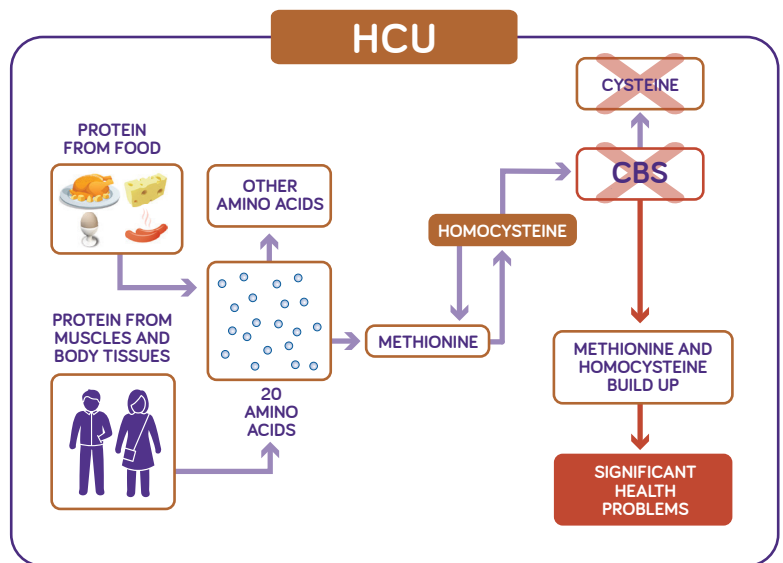 HCU
PROTEIN
FROM FOOD
OTHER
AMINO ACIDS
PROTEIN FROM
MUSCLES AND
BODY TISSUES
20
AMINO
ACIDS
METHIONINE
HOMOCYSTEINE
CYSTEINE
CBS
METHIONINE AND
HOMOCYSTEINE
BUILD UP
SIGNIFICANT
HEALTH
PROBLEMS